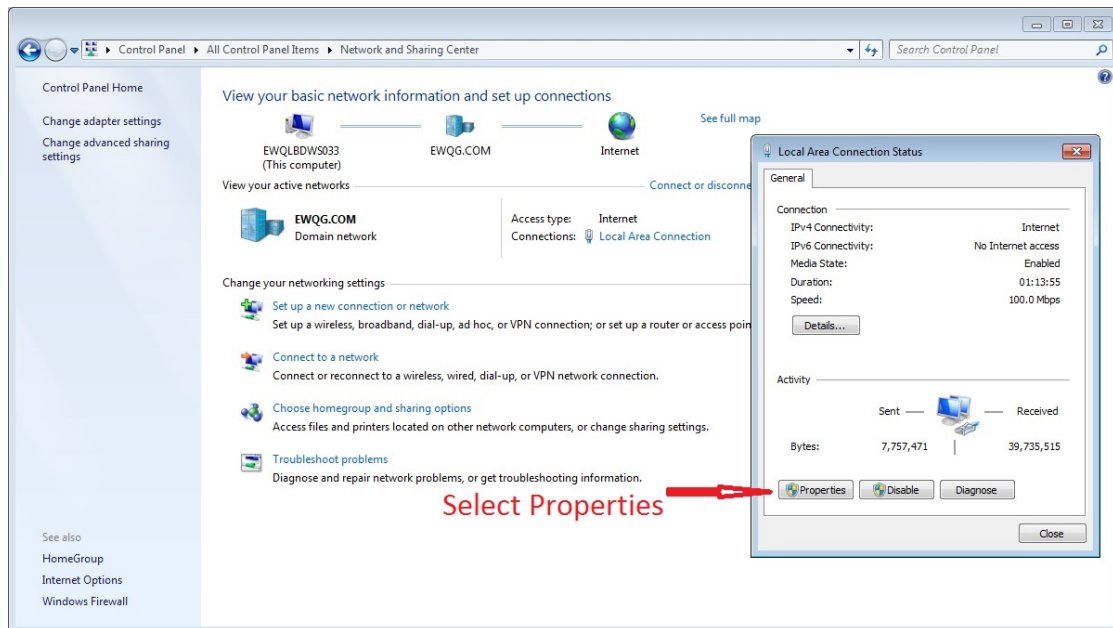 Control Panel ▸ All Control Panel Items ▸ Network and Sharing Center
Search Control Panel
Control Panel Home
Change adapter settings
Change advanced sharing
settings
View your basic network information and set up connections
See full map
EWQLBDWS033
(This computer)
EWQG.COM
Internet
View your active networks
Connect or disconne
EWQG.COM
Domain network
Access type: Internet
Connections: Local Area Connection
Change your networking settings
Set up a new connection or network
Set up a wireless, broadband, dial-up, ad hoc, or VPN connection; or set up a router or access poin
Connect to a network
Connect or reconnect to a wireless, wired, dial-up, or VPN network connection.
Choose homegroup and sharing options
Access files and printers located on other network computers, or change sharing settings.
Troubleshoot problems
Diagnose and repair network problems, or get troubleshooting information.
Select Properties
See also
HomeGroup
Internet Options
Windows Firewall
Local Area Connection Status
General
Connection
IPv4 Connectivity: Internet
IPv6 Connectivity: No Internet access
Media State: Enabled
Duration: 01:13:55
Speed: 100.0 Mbps
Details...
Activity
Sent — Received
Bytes: 7,757,471 39,735,515
Properties Disable Diagnose
Close